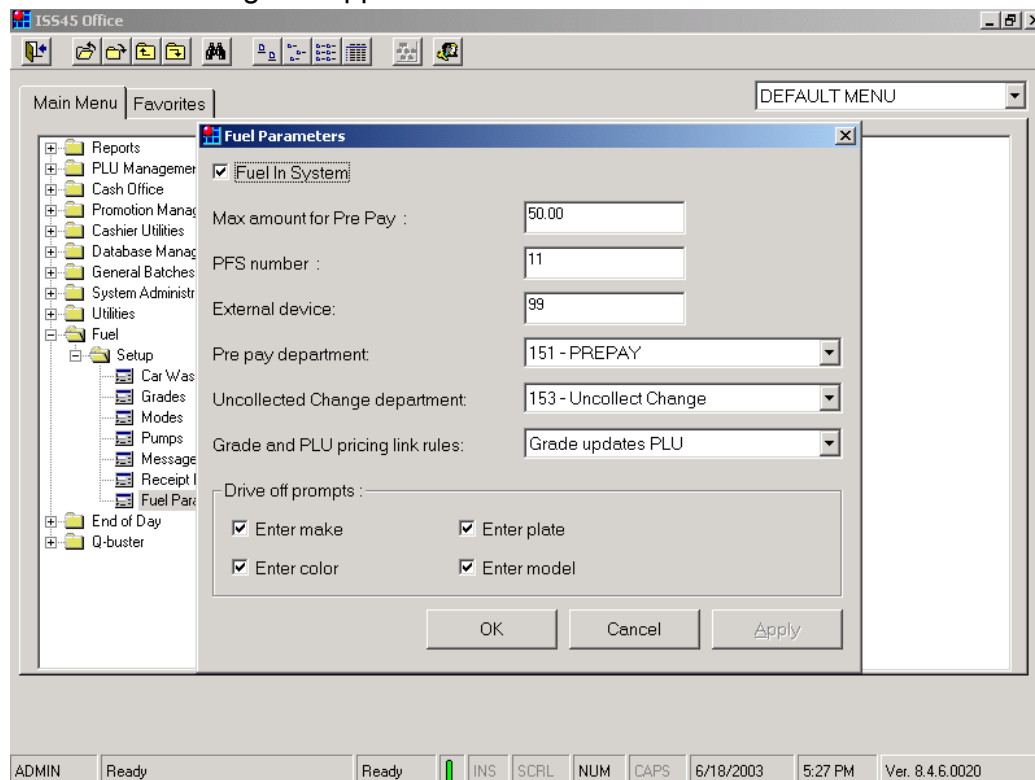 ISS45 Office
Main Menu
Favorites
DEFAULT MENU
Reports
PLU Managemen
Cash Office
Promotion Manag
Cashier Utilities
Database Manag
General Batches
System Administr
Utilities
Fuel
Setup
Car Was
Grades
Modes
Pumps
Message
Receipt
Fuel Para
End of Day
Q-buster
Fuel Parameters
Fuel In System
Max amount for Pre Pay :
50.00
PFS number :
11
External device:
99
Pre pay department:
151 - PREPAY
Uncollected Change department:
153 - Uncollect Change
Grade and PLU pricing link rules:
Grade updates PLU
Drive off prompts :
Enter make
Enter plate
Enter color
Enter model
OK
Cancel
Apply
ADMIN
Ready
Ready
INS
SCRL
NUM
CAPS
6/18/2003
5:27 PM
Ver. 8.4.6.0020